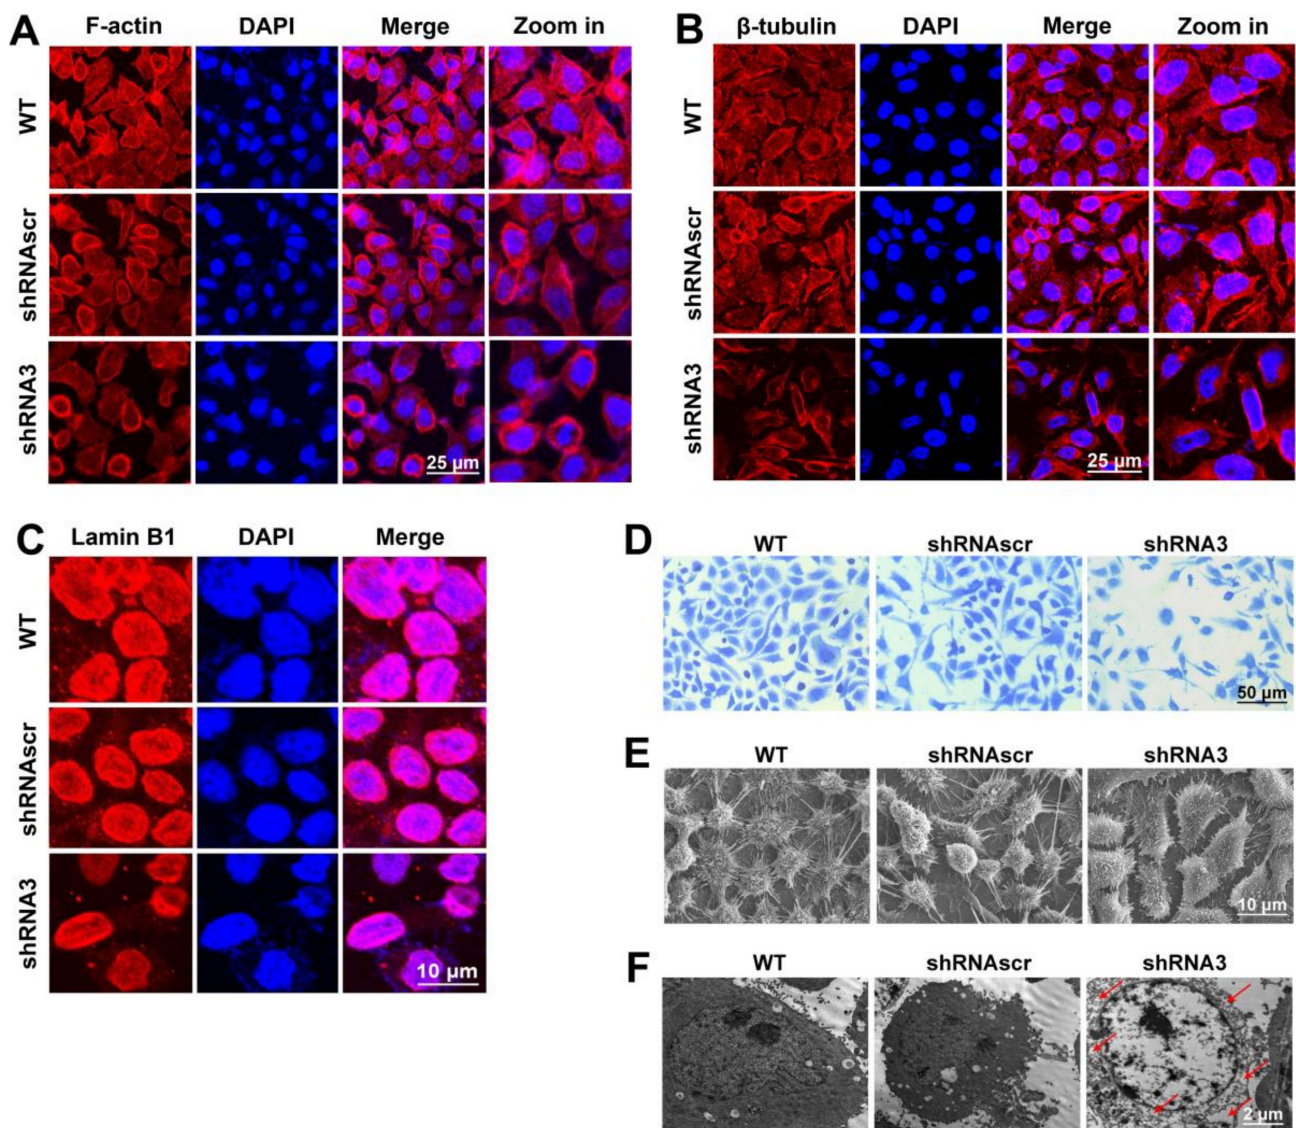 A
F-actin
DAPI
Merge
Zoom in
WT
shRNAscr
shRNA3
25 µm
B
β-tubulin
DAPI
Merge
Zoom in
WT
shRNAscr
shRNA3
25 µm
C
Lamin B1
DAPI
Merge
WT
shRNAscr
shRNA3
10 µm
D
WT
shRNAscr
shRNA3
50 µm
E
WT
shRNAscr
shRNA3
10 µm
F
WT
shRNAscr
shRNA3
2 µm